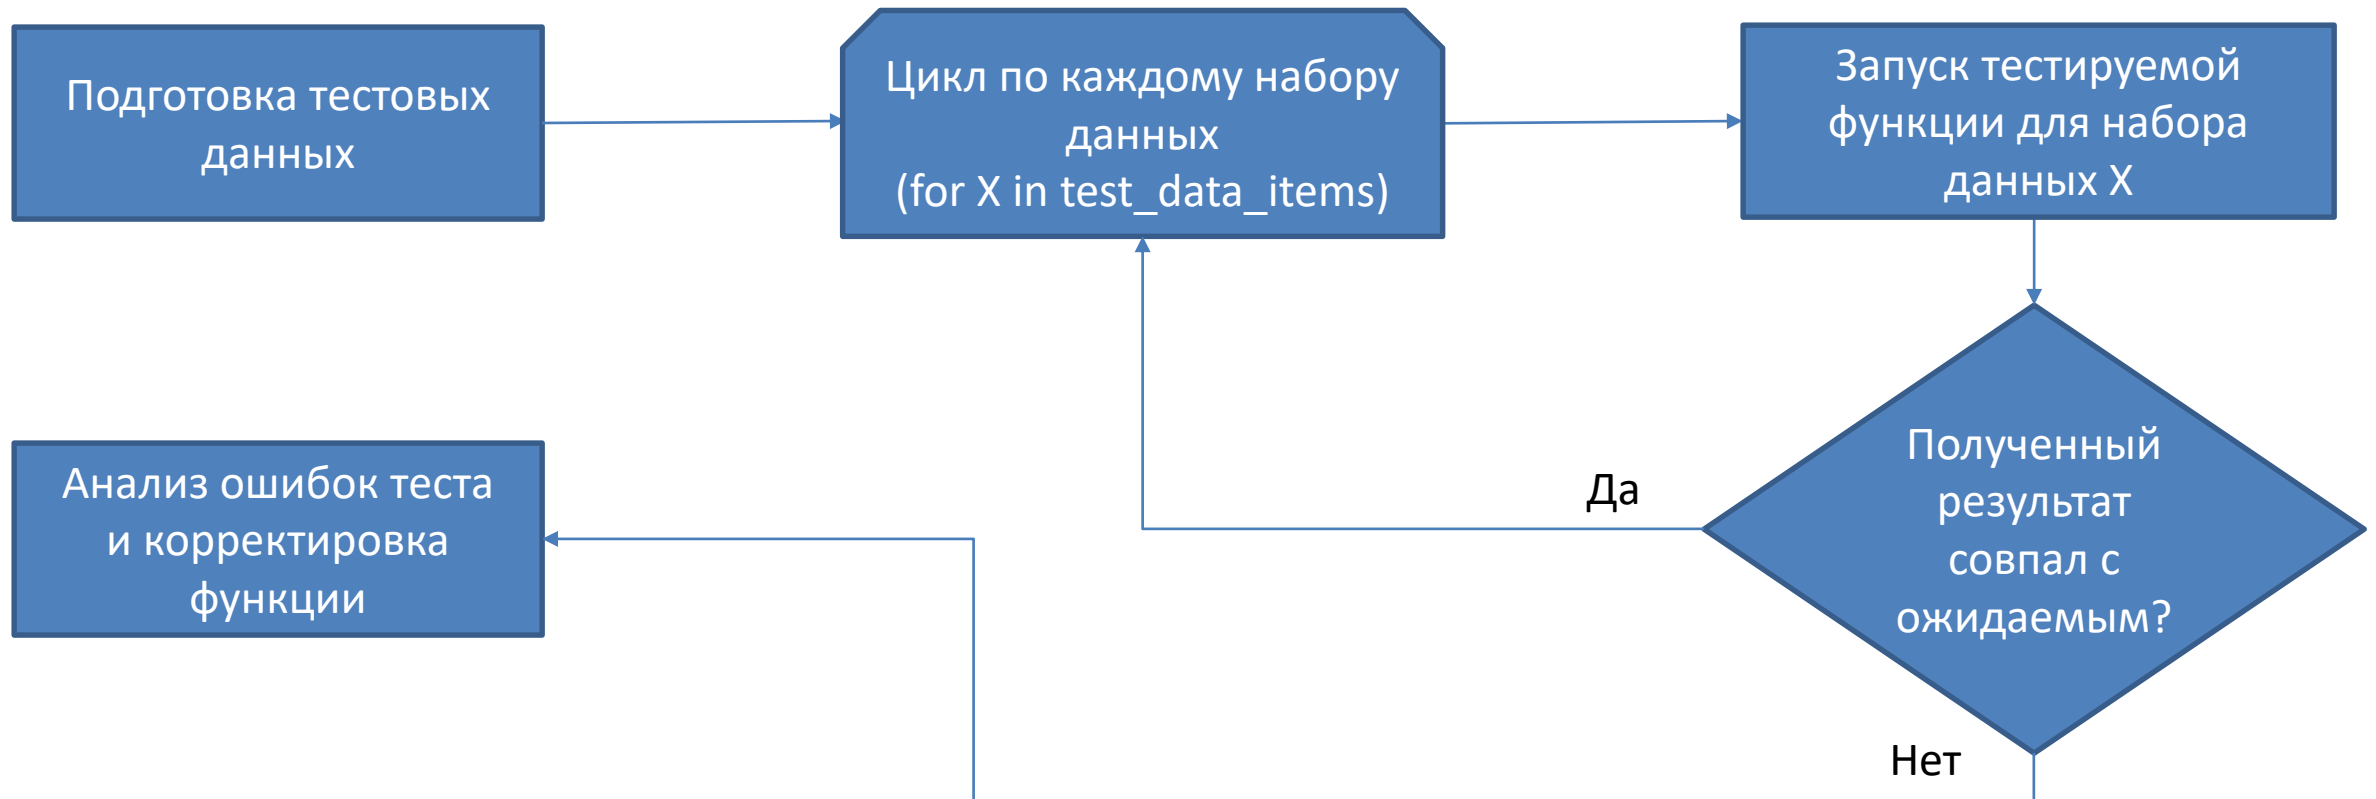 Подготовка тестовых
данных
Цикл по каждому набору
данных
(for X in test_data_items)
Запуск тестируемой
функции для набора
данных X
Полученный
результат
совпал с
ожидаемым?
Да
Нет
Анализ ошибок теста
и корректировка
функции